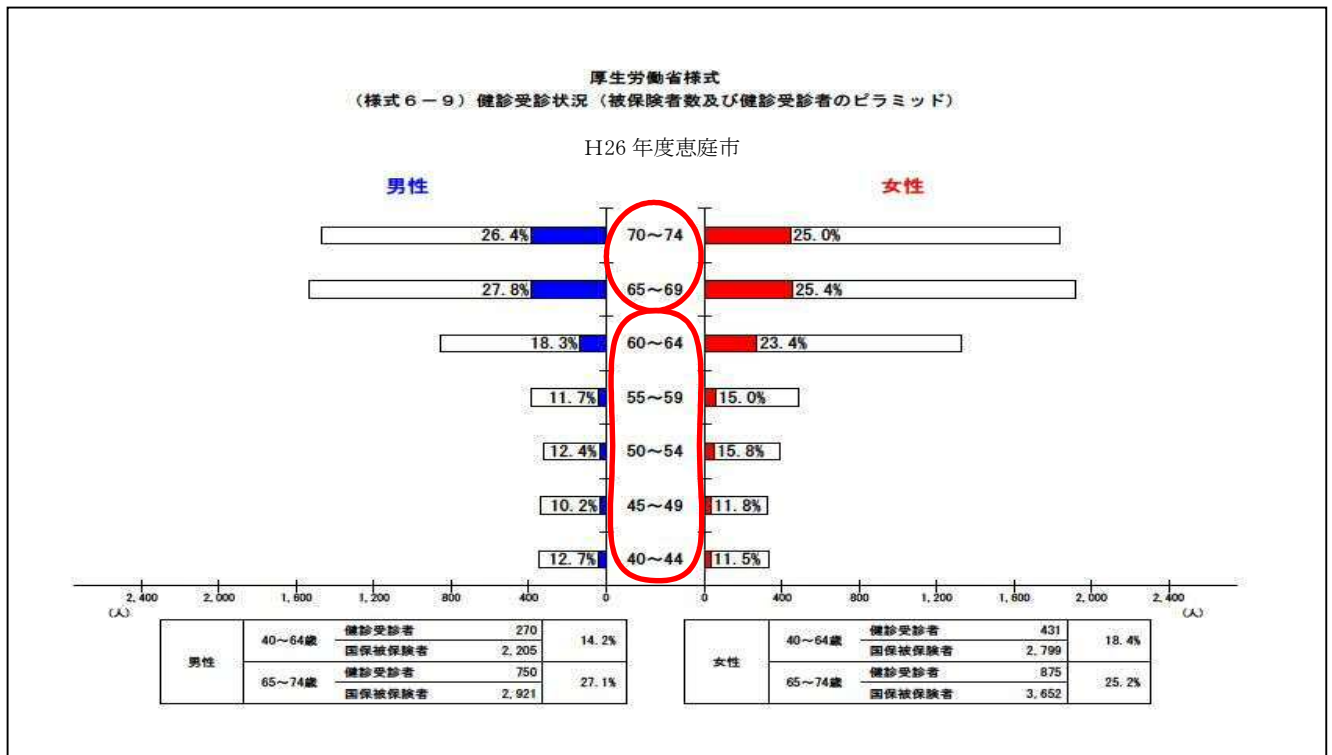 厚生労働省様式
(様式6-9)健診受診状況(被保険者数及び健診受診者のピラミッド)
H26 年度恵庭市
男性 女性
26.4% 70～74 25.0%
27.8% 65～69 25.4%
18.3% 60～64 23.4%
11.7% 55～59 15.0%
12.4% 50～54 15.8%
10.2% 45～49 11.8%
12.7% 40～44 11.5%
2,400 2,000 1,600 1,200 800 400 0 0 400 800 1,200 1,600 2,000 2,400
(人) (人)
男性 40～64歳 健診受診者 270 14.2%
国保被保険者 2,205
65～74歳 健診受診者 750 27.1%
国保被保険者 2,921
女性 40～64歳 健診受診者 431 18.4%
国保被保険者 2,799
65～74歳 健診受診者 875 25.2%
国保被保険者 3,652